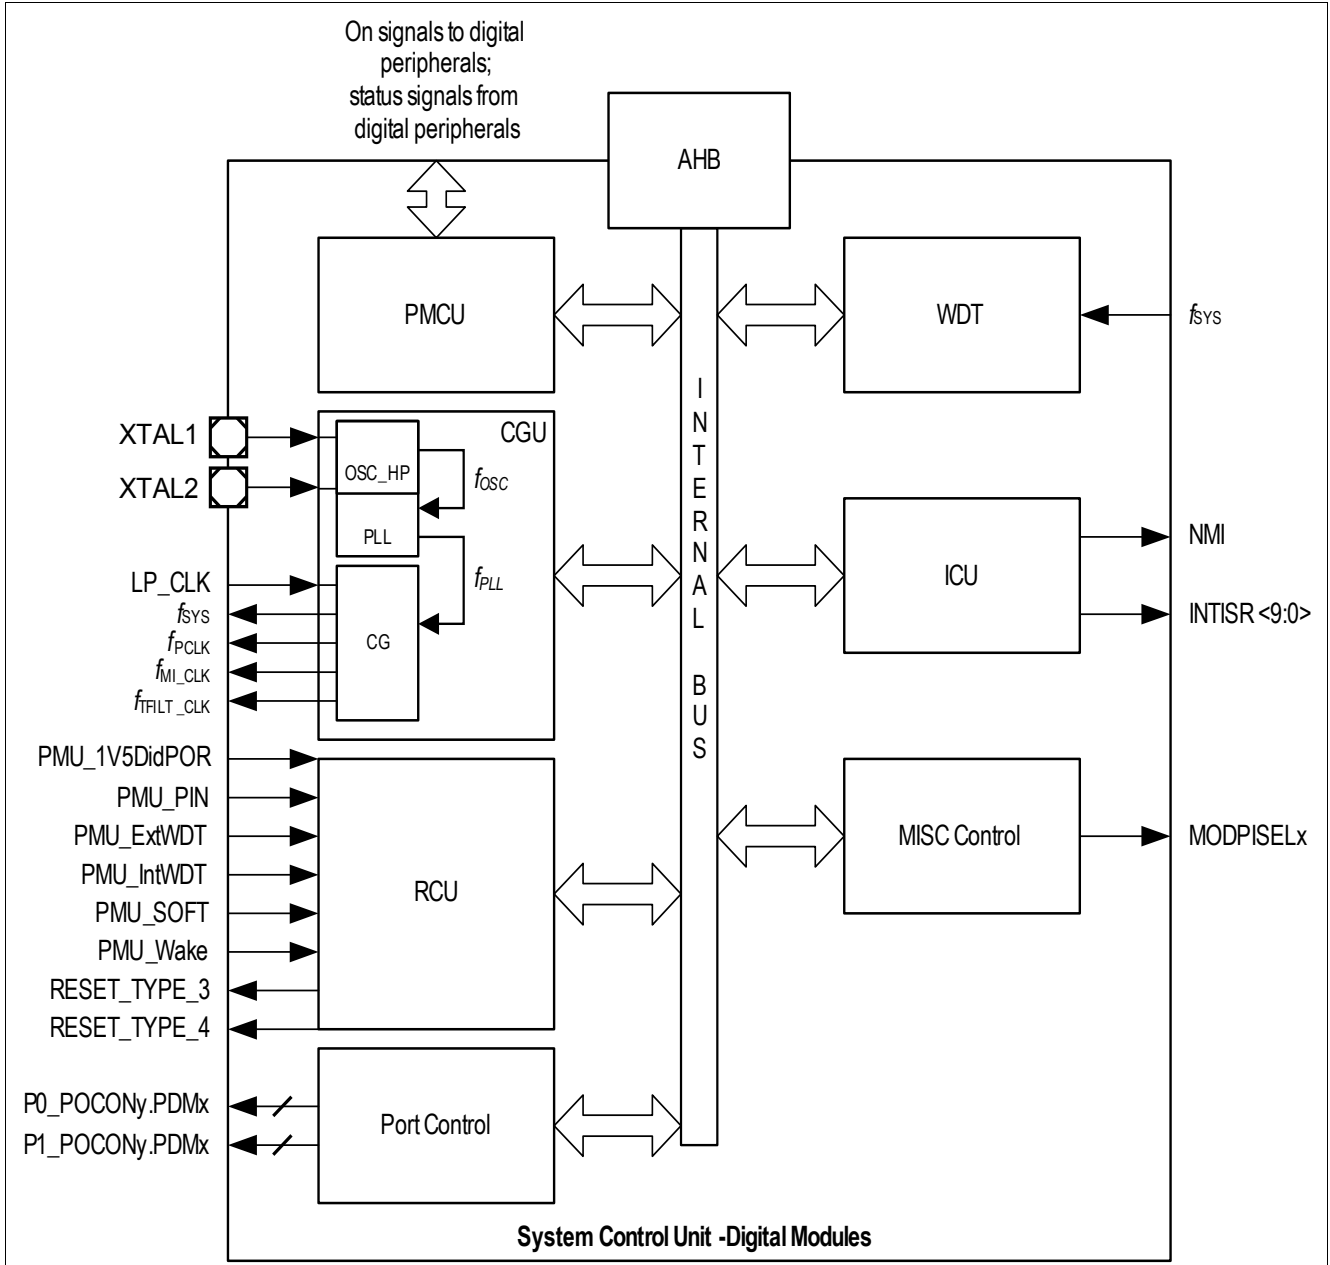 On signals to digital
peripherals;
status signals from
digital peripherals
AHB
PMCU
WDT
fSYS
INTERNAL BUS
XTAL1
XTAL2
CGU
OSC_HP
fOSC
PLL
fPLL
LP_CLK
fSYS
fPCLK
fMI_CLK
fTFILT_CLK
CG
ICU
NMI
INTISR <9:0>
PMU_1V5DidPOR
PMU_PIN
PMU_ExtWDT
PMU_IntWDT
PMU_SOFT
PMU_Wake
RESET_TYPE_3
RESET_TYPE_4
RCU
MISC Control
MODPISELx
P0_POCONy.PDMx
P1_POCONy.PDMx
Port Control
System Control Unit -Digital Modules